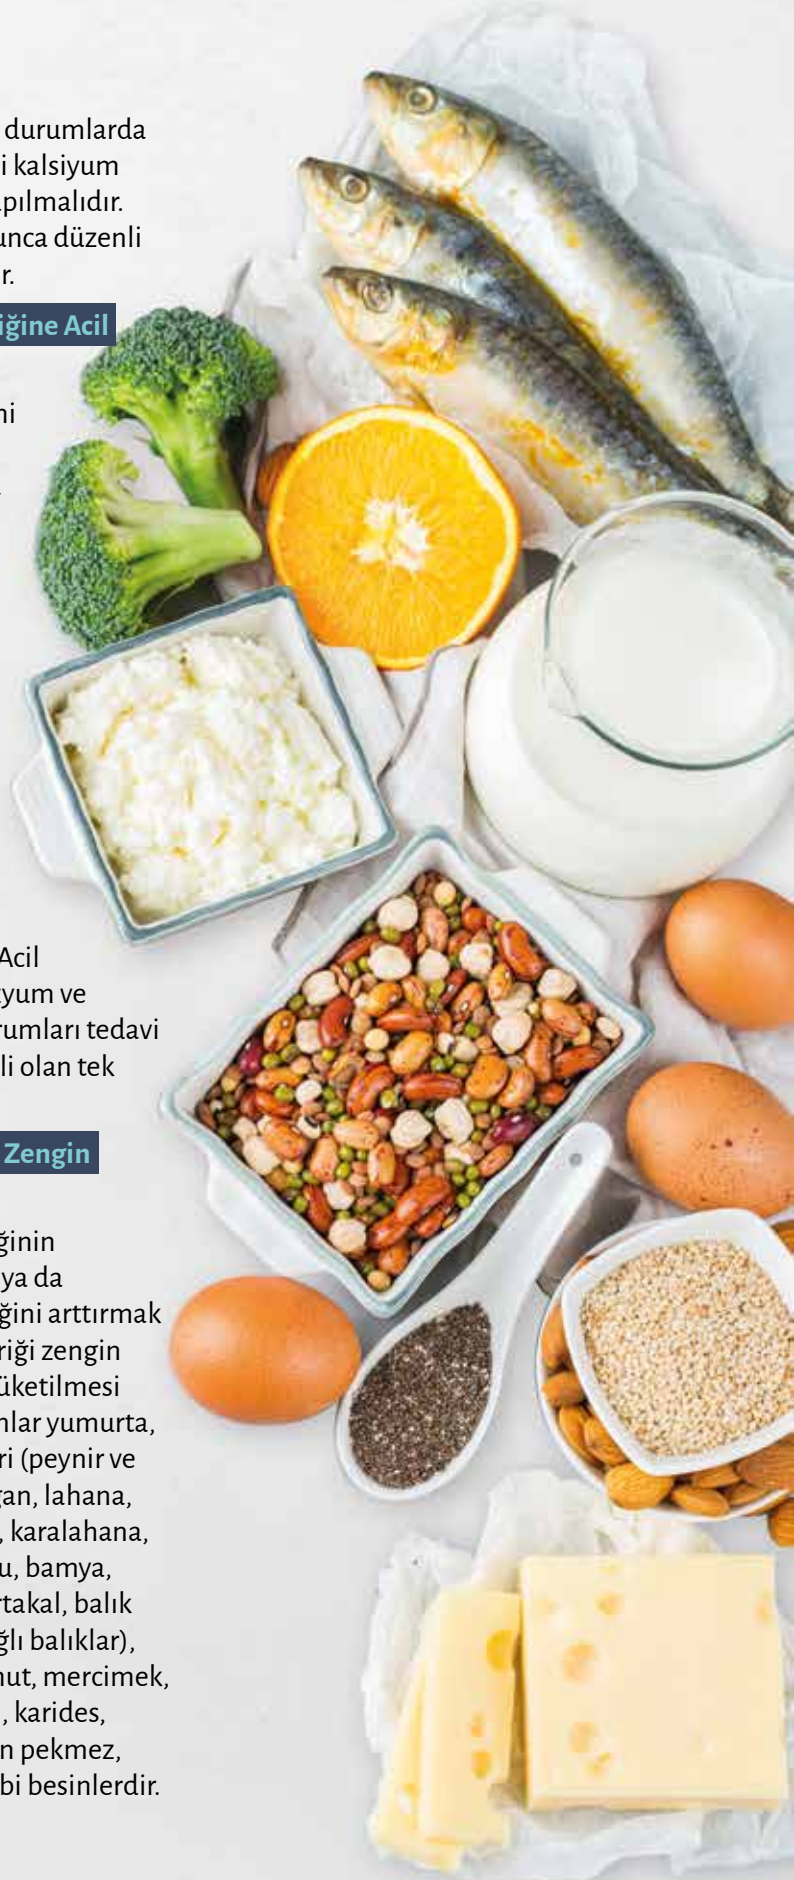 durumlarda
i kalsiyum
pılmalıdır.
unca düzenli
r.
iğine Acil
ni
Acil
yum ve
rumları tedavi
li olan tek
Zengin
ğinin
ya da
ğini arttırmak
riği zengin
üketilmesi
nlar yumurta,
ri (peynir ve
ğan, lahana,
, karalahana,
u, bamya,
rtakal, balık
ğlı balıklar),
hut, mercimek,
, karides,
n pekmez,
bi besinlerdir.